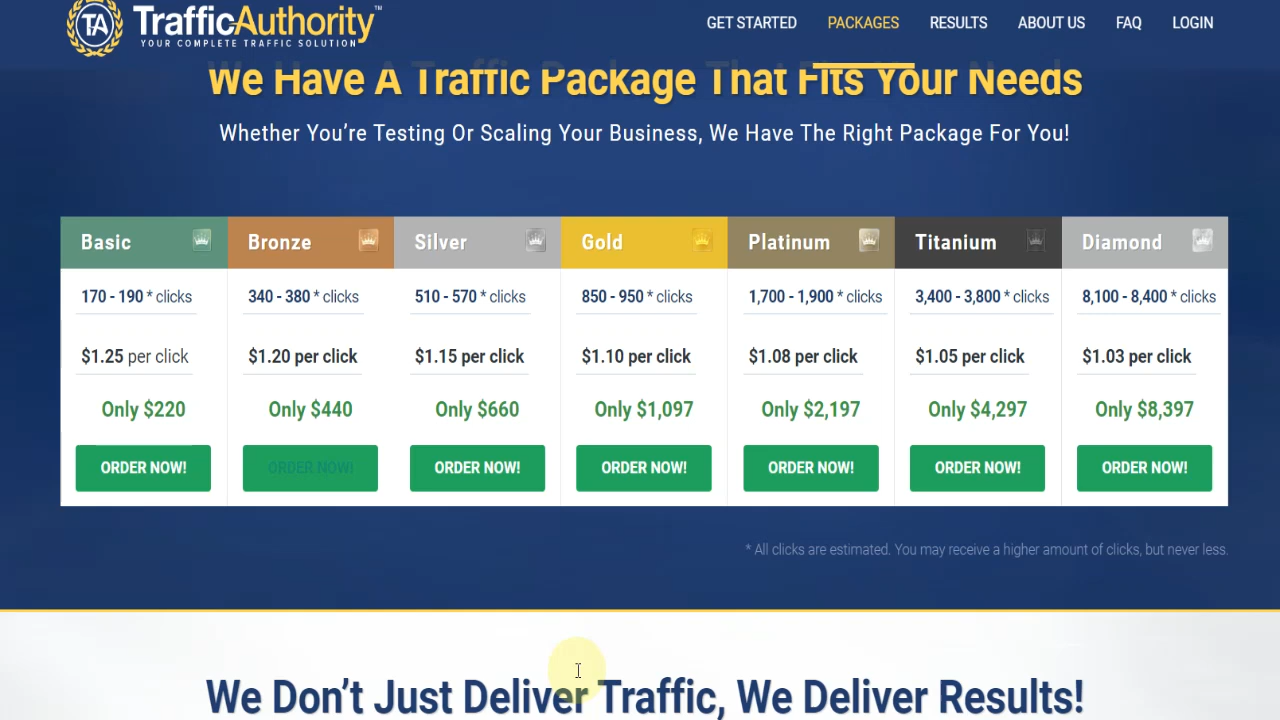 TrafficAuthority™
YOUR COMPLETE TRAFFIC SOLUTION
GET STARTED PACKAGES RESULTS ABOUT US FAQ LOGIN
TA
We Have A Traffic Package That Fits Your Needs
Whether You're Testing Or Scaling Your Business, We Have The Right Package For You!
Basic Bronze Silver Gold Platinum Titanium Diamond
170 - 190 * clicks 340 - 380 * clicks 510 - 570 * clicks 850 - 950 * clicks 1,700 - 1,900 * clicks 3,400 - 3,800 * clicks 8,100 - 8,400 * clicks
$1.25 per click $1.20 per click $1.15 per click $1.10 per click $1.08 per click $1.05 per click $1.03 per click
Only $220 Only $440 Only $660 Only $1,097 Only $2,197 Only $4,297 Only $8,397
ORDER NOW! ORDER NOW! ORDER NOW! ORDER NOW! ORDER NOW! ORDER NOW! ORDER NOW!
* All clicks are estimated. You may receive a higher amount of clicks, but never less.
We Don't Just Deliver Traffic, We Deliver Results!